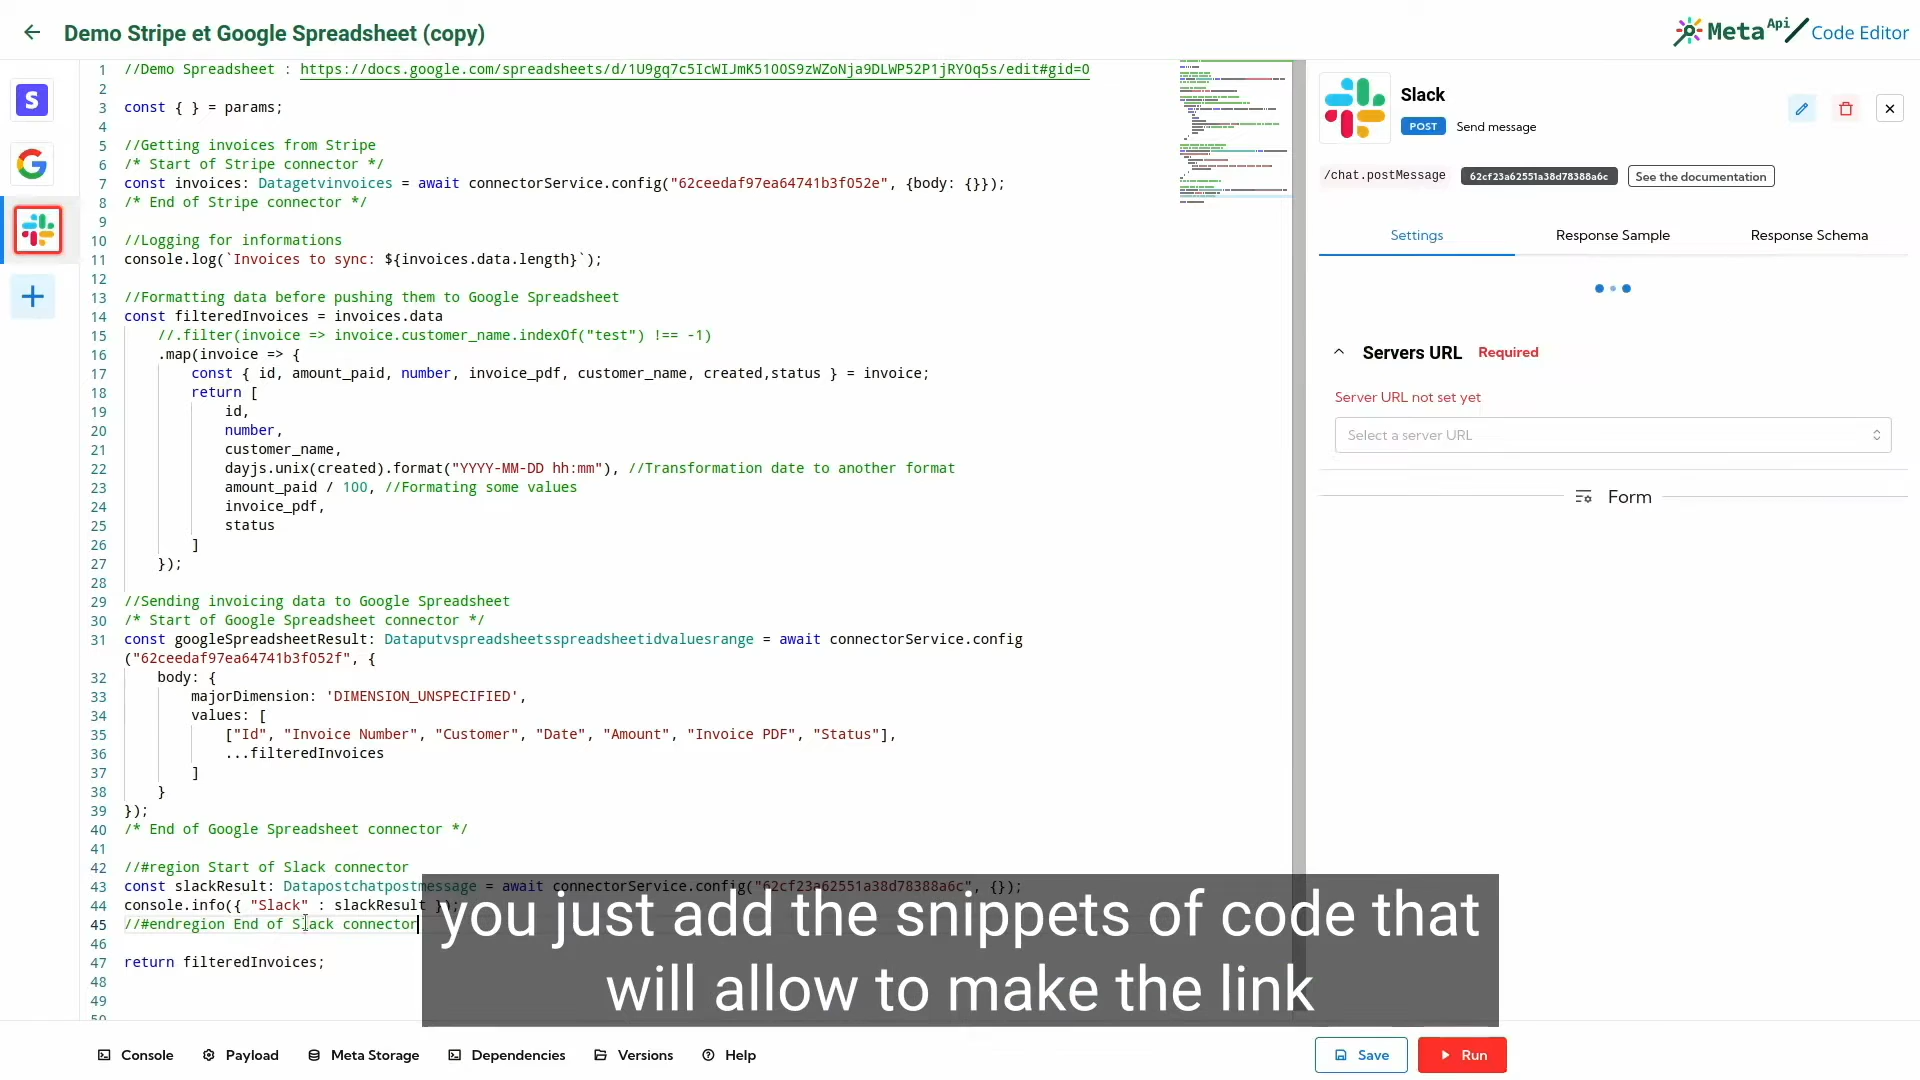 Demo Stripe et Google Spreadsheet (copy)
Meta Api Code Editor
S
1 //Demo Spreadsheet : https://docs.google.com/spreadsheets/d/1U9gq7c5IcWIJmK51OOS9zWZoNja9DLWP52P1jRYOq5s/edit#gid=0
2
3 const { } = params;
4
5 //Getting invoices from Stripe
6 /* Start of Stripe connector */
7 const invoices: Datagetvinvoices = await connectorService.config("62ceedaf97ea64741b3f052e", {body: {}});
8 /* End of Stripe connector */
9
10 //Logging for informations
11 console.log(`Invoices to sync: ${invoices.data.length}`);
12
13 //Formatting data before pushing them to Google Spreadsheet
14 const filteredInvoices = invoices.data
15 //.filter(invoice => invoice.customer_name.indexOf("test") !== -1)
16 .map(invoice => {
17 const { id, amount_paid, number, invoice_pdf, customer_name, created,status } = invoice;
18 return [
19 id,
20 number,
21 customer_name,
22 dayjs.unix(created).format("YYYY-MM-DD hh:mm"), //Transformation date to another format
23 amount_paid / 100, //Formating some values
24 invoice_pdf,
25 status
26 ]
27 });
28
29 //Sending invoicing data to Google Spreadsheet
30 /* Start of Google Spreadsheet connector */
31 const googleSpreadsheetResult: Dataputvspreadsheetsspreadsheetidvaluesrange = await connectorService.config
("62ceedaf97ea64741b3f052f", {
32 body: {
33 majorDimension: 'DIMENSION_UNSPECIFIED',
34 values: [
35 ["Id", "Invoice Number", "Customer", "Date", "Amount", "Invoice PDF", "Status"],
36 ...filteredInvoices
37 ]
38 }
39 });
40 /* End of Google Spreadsheet connector */
41
42 //#region Start of Slack connector
43 const slackResult: Datapostchatpostmessage = await connectorService.config("62cf23a62551a38d78388a6c", {});
44 console.info({ "Slack" : slackResult });
45 //#endregion End of Slack connector
46
47 return filteredInvoices;
48
49
50
Slack
POST Send message
/chat.postMessage 62cf23a62551a38d78388a6c See the documentation
Settings Response Sample Response Schema
Servers URL Required
Server URL not set yet
Select a server URL
Form
you just add the snippets of code that
will allow to make the link
Console Payload Meta Storage Dependencies Versions Help Save Run